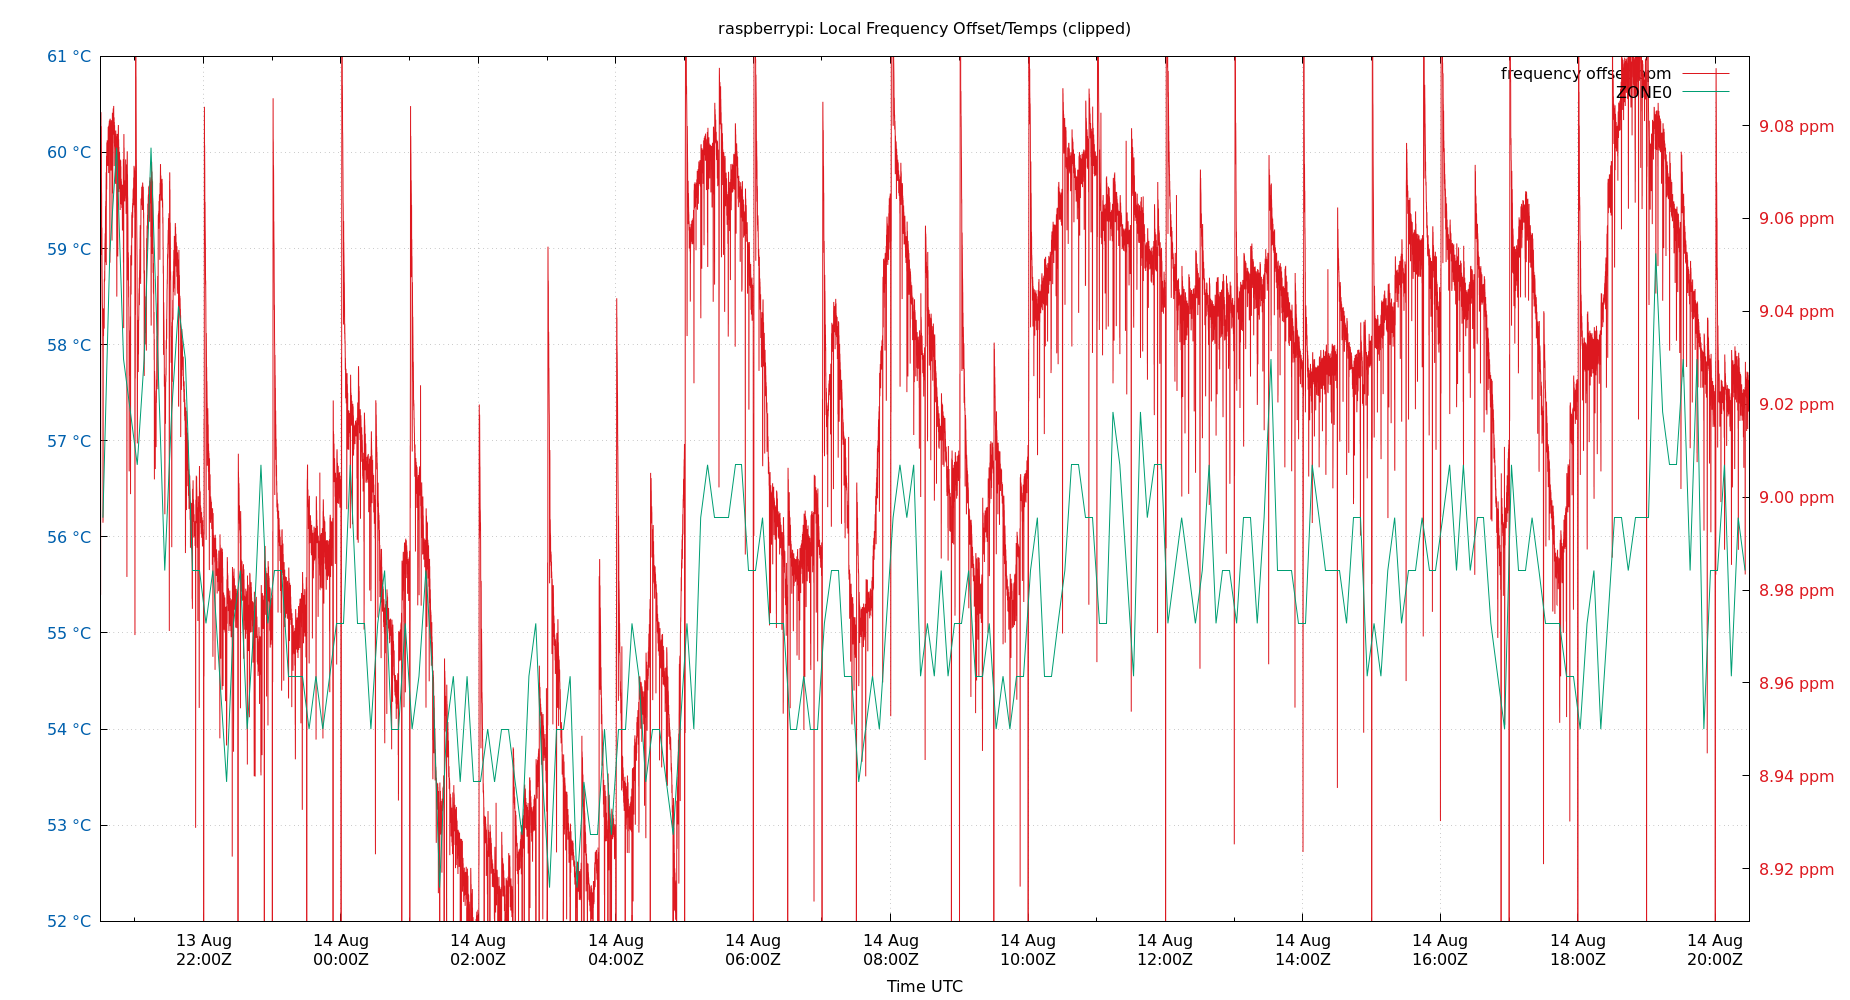 raspberrypi: Local Frequency Offset/Temps (clipped)
61 °C
60 °C
59 °C
58 °C
57 °C
56 °C
55 °C
54 °C
53 °C
52 °C
frequency offset ppm
ZONE0
9.08 ppm
9.06 ppm
9.04 ppm
9.02 ppm
9.00 ppm
8.98 ppm
8.96 ppm
8.94 ppm
8.92 ppm
13 Aug 14 Aug 14 Aug 14 Aug 14 Aug 14 Aug 14 Aug 14 Aug 14 Aug 14 Aug 14 Aug 14 Aug
22:00Z 00:00Z 02:00Z 04:00Z 06:00Z 08:00Z 10:00Z 12:00Z 14:00Z 16:00Z 18:00Z 20:00Z
Time UTC